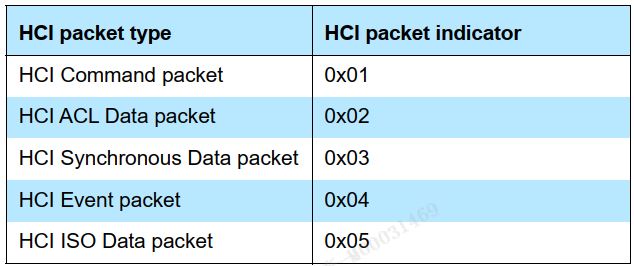 HCI packet type HCI packet indicator
HCI Command packet 0x01
HCI ACL Data packet 0x02
HCI Synchronous Data packet 0x03
HCI Event packet 0x04
HCI ISO Data packet 0x05